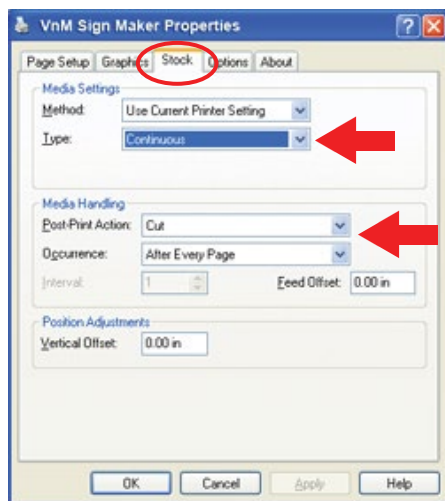 VnM Sign Maker Properties
Page Setup Graphics Stock Options About
Media Settings
Method: Use Current Printer Setting
Type: Continuous
Media Handling
Post-Print Action: Cut
Occurrence: After Every Page
Interval: 1 Feed Offset: 0.00 in
Position Adjustments
Vertical Offset: 0.00 in
OK Cancel Apply Help